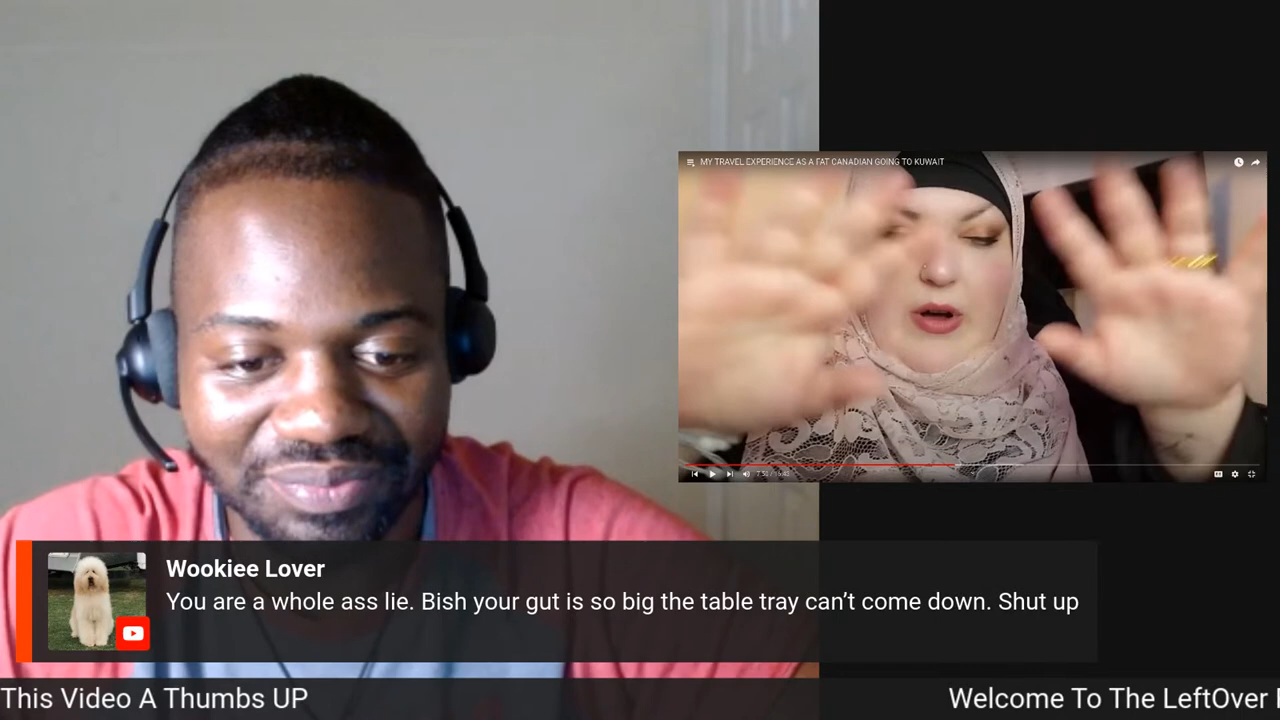 MY TRAVEL EXPERIENCE AS A FAT CANADIAN GOING TO KUWAIT
Wookiee Lover
You are a whole ass lie. Bish your gut is so big the table tray can’t come down. Shut up
This Video A Thumbs UP
Welcome To The LeftOver